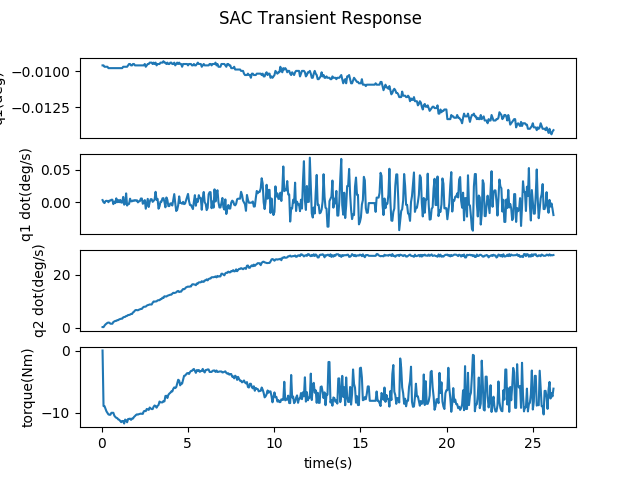 SAC Transient Response
−0.0100
−0.0125
q1(deg)
0.05
0.00
q1 dot(deg/s)
20
0
q2 dot(deg/s)
0
−10
torque(Nm)
0 5 10 15 20 25
time(s)